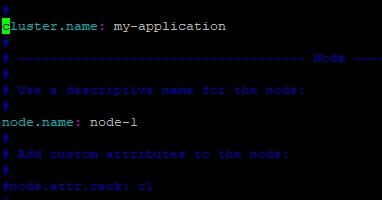 #
cluster.name: my-application
#
# ------------------------------------ Node ----
#
# Use a descriptive name for the node:
#
node.name: node-1
#
# Add custom attributes to the node:
#
#node.attr.rack: r1
#